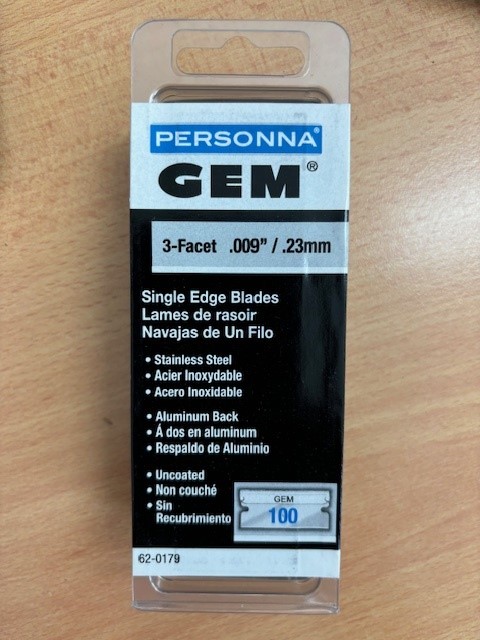 PERSONNA®
GEM®
3-Facet .009" / .23mm
Single Edge Blades
Lames de rasoir
Navajas de Un Filo
• Stainless Steel
• Acier Inoxydable
• Acero Inoxidable
• Aluminum Back
• Á dos en aluminum
• Respaldo de Aluminio
• Uncoated
• Non couché
• Sin
Recubrimiento
GEM
100
62-0179